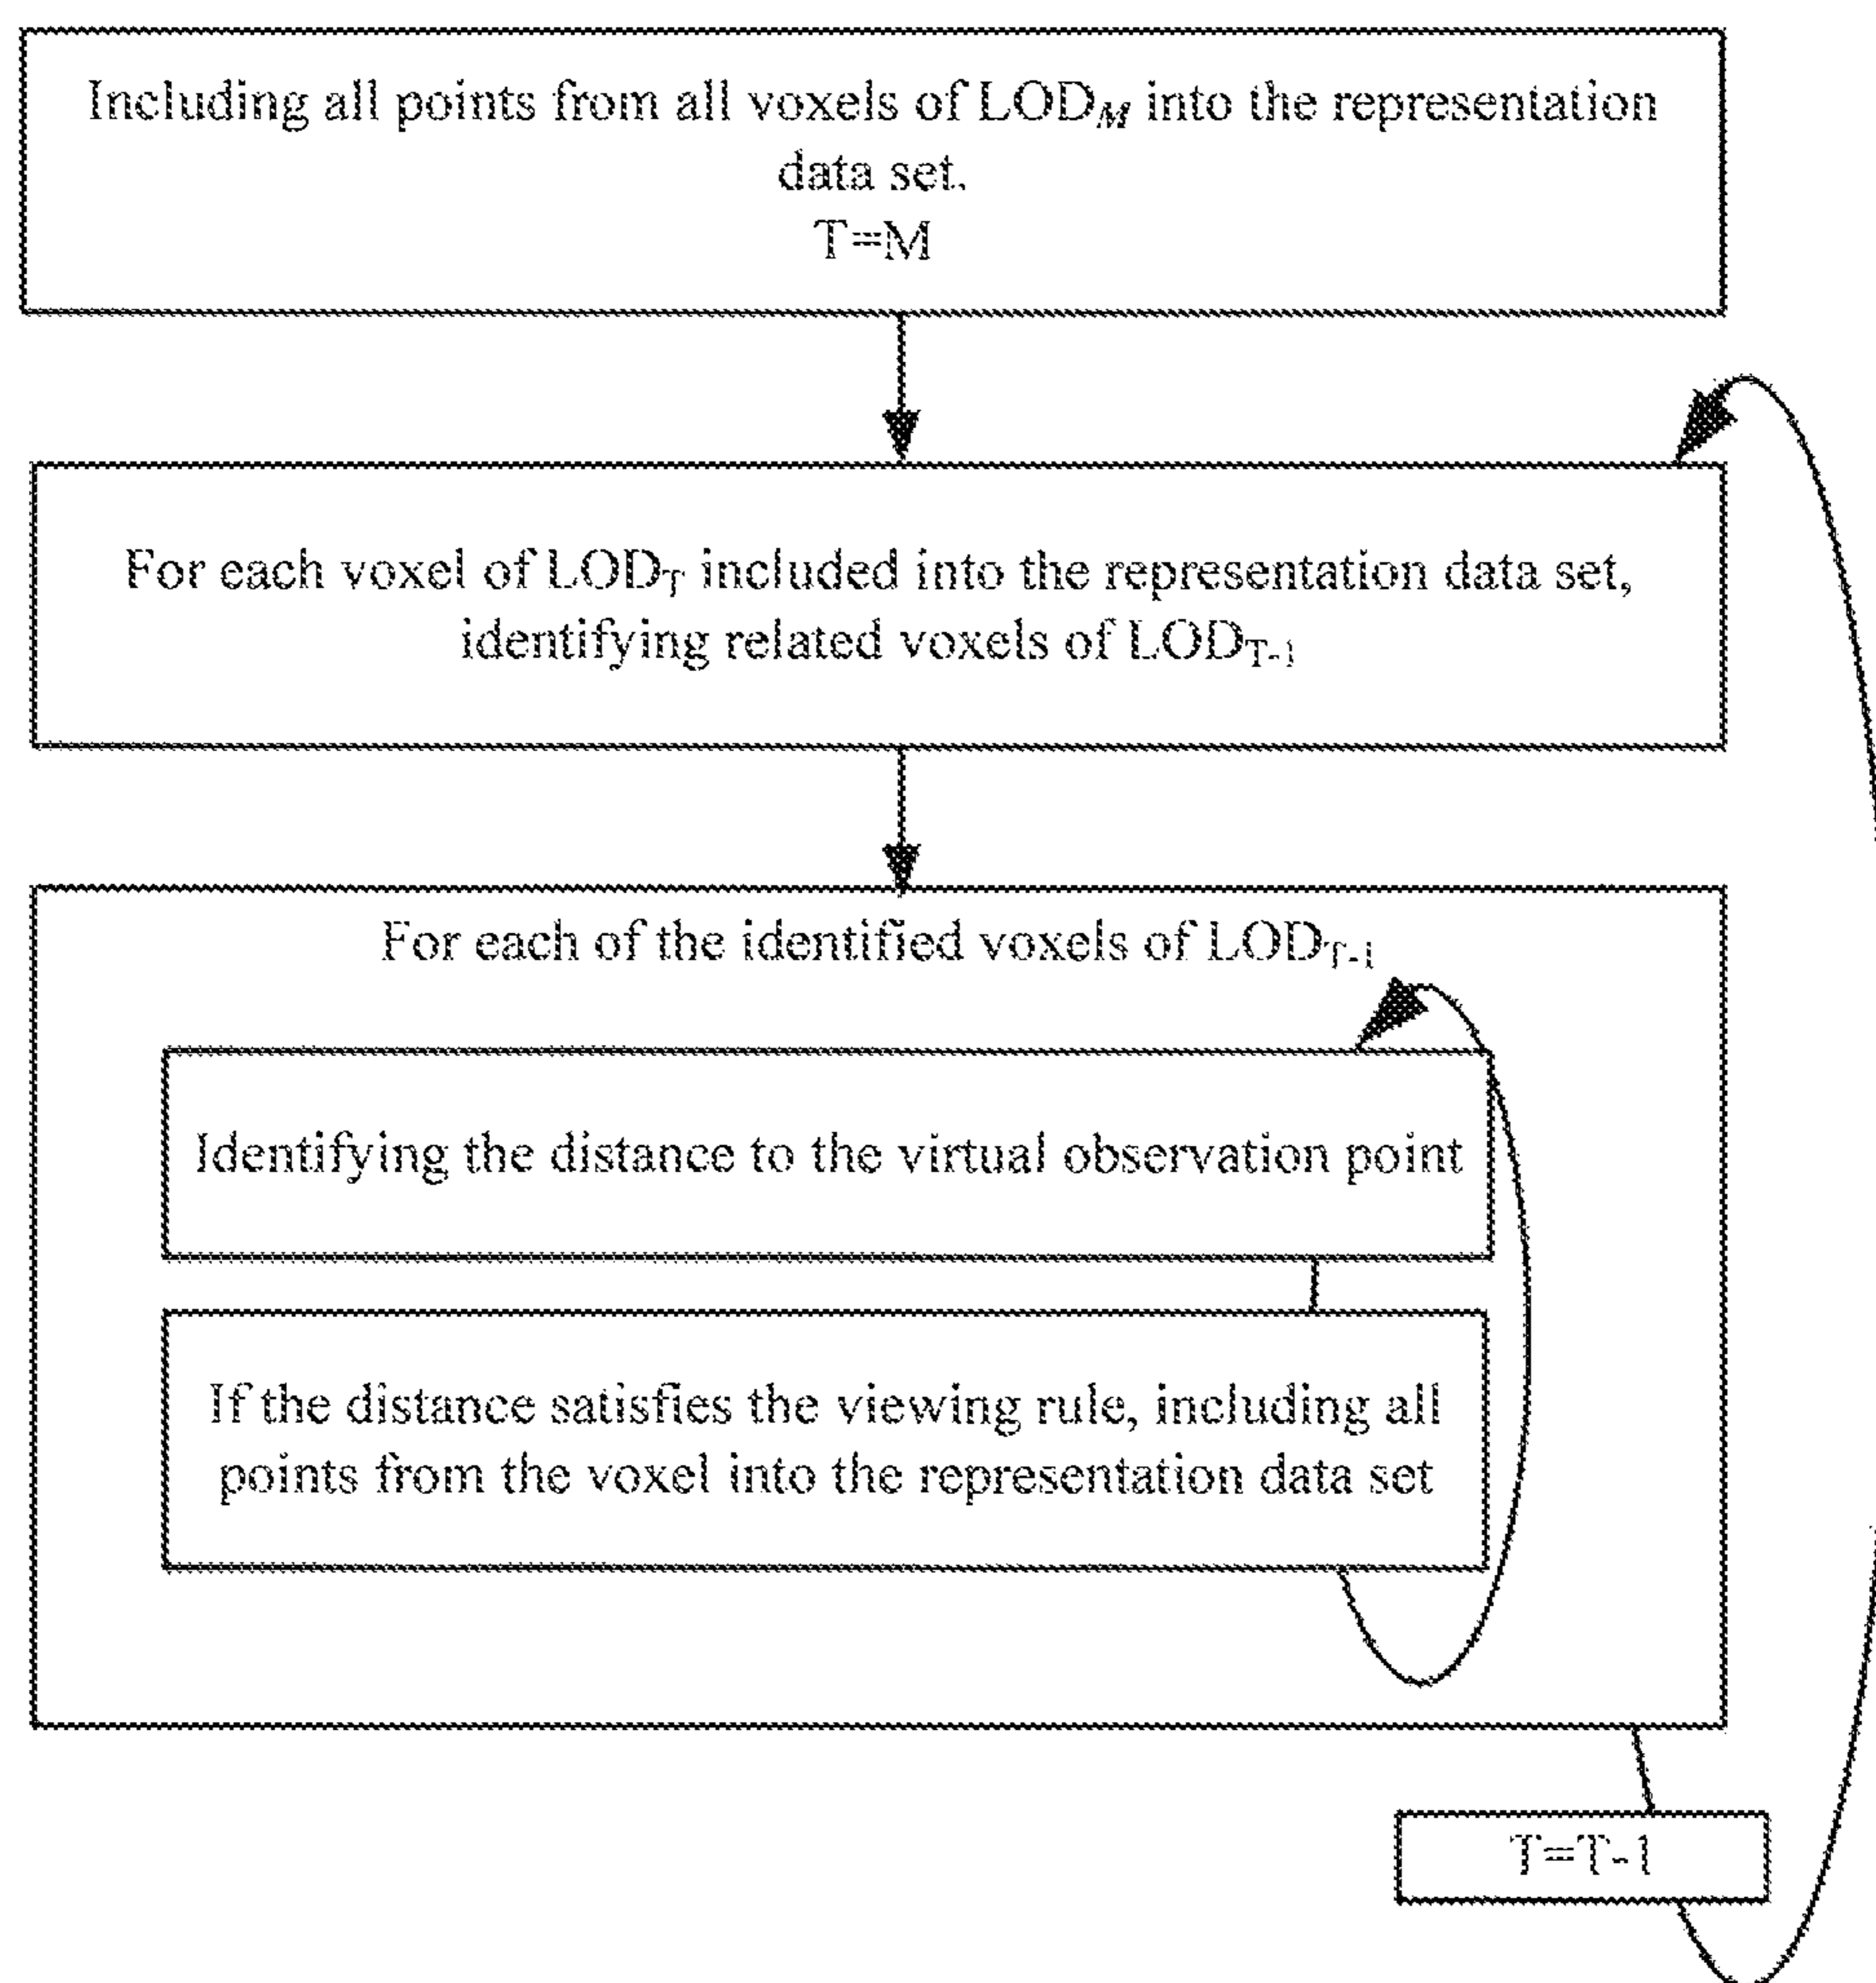 Including all points from all voxels of LOD_M into the representation
data set.
T=M
For each voxel of LOD_T included into the representation data set,
identifying related voxels of LOD_T-1
For each of the identified voxels of LOD_T-1
Identifying the distance to the virtual observation point
If the distance satisfies the viewing rule, including all
points from the voxel into the representation data set
T=T-1